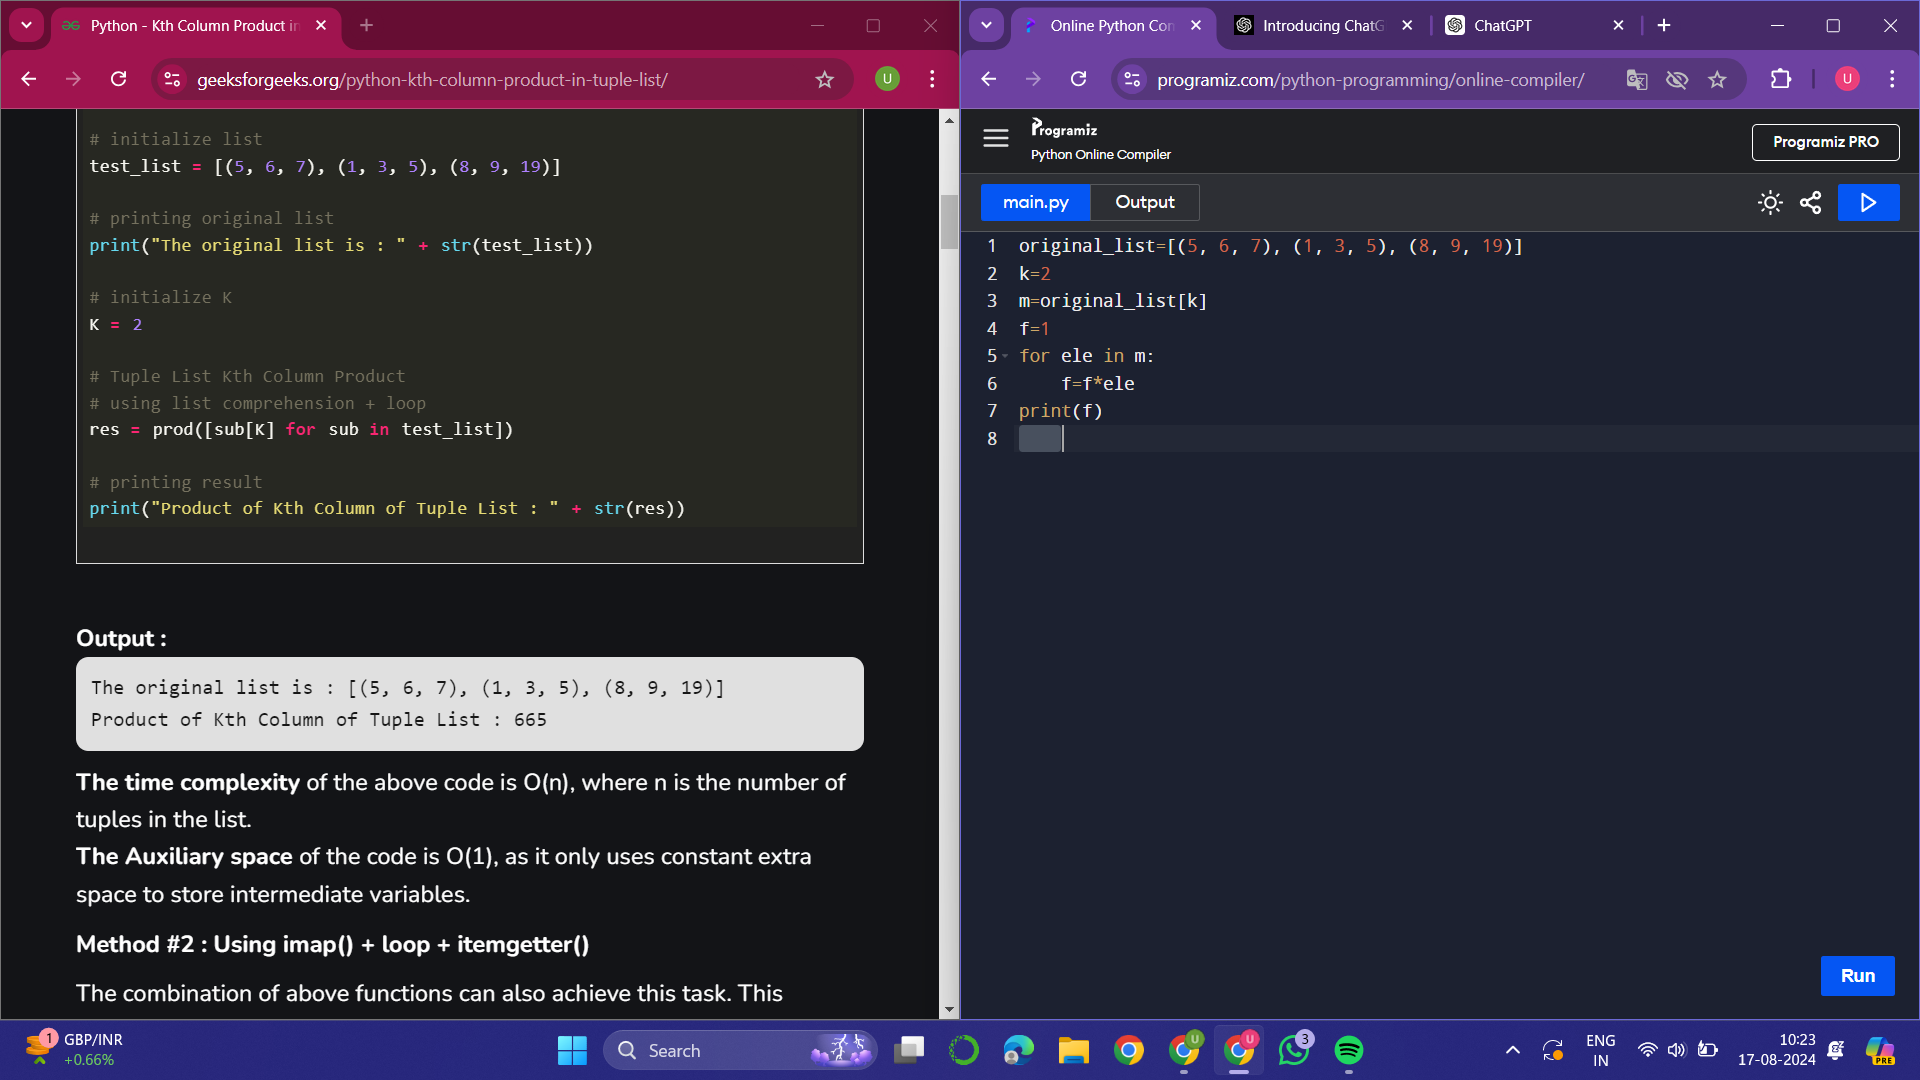 Python - Kth Column Product in
geeksforgeeks.org/python-kth-column-product-in-tuple-list/
U
# initialize list
test_list = [(5, 6, 7), (1, 3, 5), (8, 9, 19)]
# printing original list
print("The original list is : " + str(test_list))
# initialize K
K = 2
# Tuple List Kth Column Product
# using list comprehension + loop
res = prod([sub[K] for sub in test_list])
# printing result
print("Product of Kth Column of Tuple List : " + str(res))
Output :
The original list is : [(5, 6, 7), (1, 3, 5), (8, 9, 19)]
Product of Kth Column of Tuple List : 665
The time complexity of the above code is O(n), where n is the number of
tuples in the list.
The Auxiliary space of the code is O(1), as it only uses constant extra
space to store intermediate variables.
Method #2 : Using imap() + loop + itemgetter()
The combination of above functions can also achieve this task. This
Online Python Con
Introducing ChatG
ChatGPT
programiz.com/python-programming/online-compiler/
U
Programiz
Python Online Compiler
Programiz PRO
main.py
Output
1 original_list=[(5, 6, 7), (1, 3, 5), (8, 9, 19)]
2 k=2
3 m=original_list[k]
4 f=1
5 for ele in m:
6 f=f*ele
7 print(f)
8
Run
1
GBP/INR
+0.66%
Search
U
U
3
ENG
IN
10:23
17-08-2024
PRE